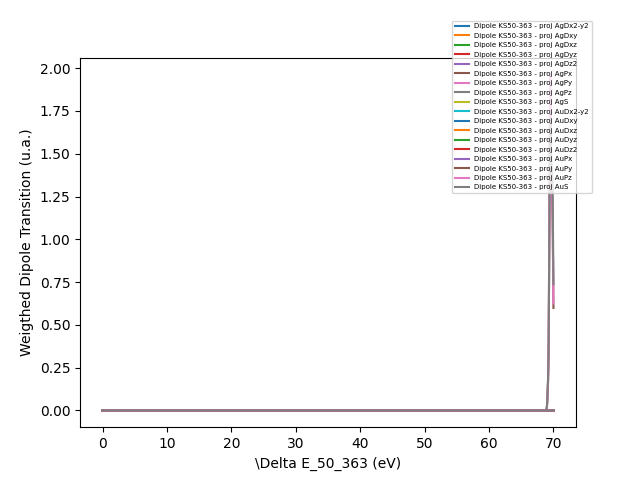 Dipole KS50-363 - proj AgDx2-y2
Dipole KS50-363 - proj AgDxy
Dipole KS50-363 - proj AgDxz
Dipole KS50-363 - proj AgDyz
Dipole KS50-363 - proj AgDz2
Dipole KS50-363 - proj AgPx
Dipole KS50-363 - proj AgPy
Dipole KS50-363 - proj AgPz
Dipole KS50-363 - proj AgS
Dipole KS50-363 - proj AuDx2-y2
Dipole KS50-363 - proj AuDxy
Dipole KS50-363 - proj AuDxz
Dipole KS50-363 - proj AuDyz
Dipole KS50-363 - proj AuDz2
Dipole KS50-363 - proj AuPx
Dipole KS50-363 - proj AuPy
Dipole KS50-363 - proj AuPz
Dipole KS50-363 - proj AuS
2.00
1.75
1.50
1.25
1.00
0.75
0.50
0.25
0.00
Weigthed Dipole Transition (u.a.)
0 10 20 30 40 50 60 70
\Delta E_50_363 (eV)